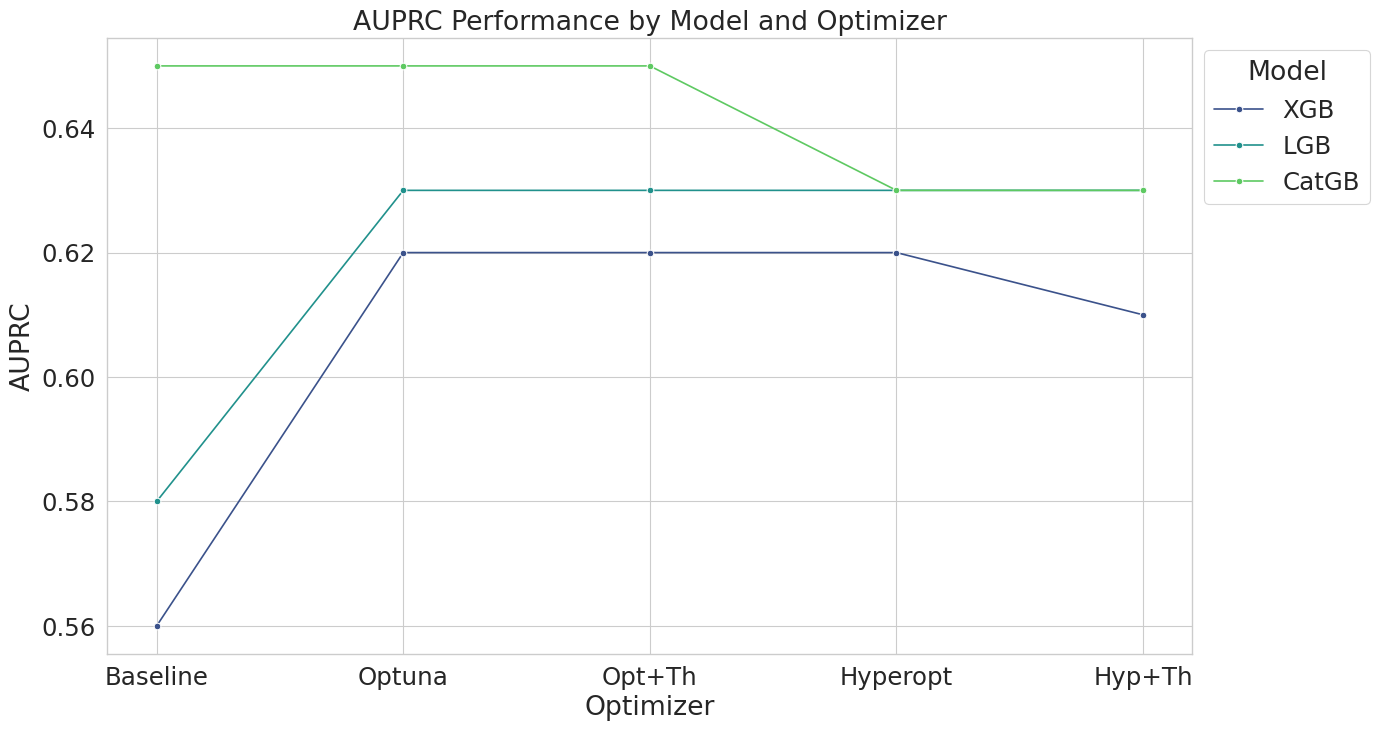 AUPRC Performance by Model and Optimizer
Model
XGB
LGB
CatGB
AUPRC
0.64
0.62
0.60
0.58
0.56
Baseline Optuna Opt+Th Hyperopt Hyp+Th
Optimizer